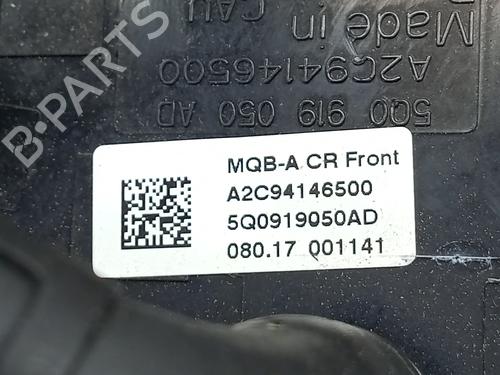 MQB-A CR Front
A2C94146500
5Q0919050AD
080.17 001141
5Q0 919 050 AD
A2C94146500
Made in
B-PARTS